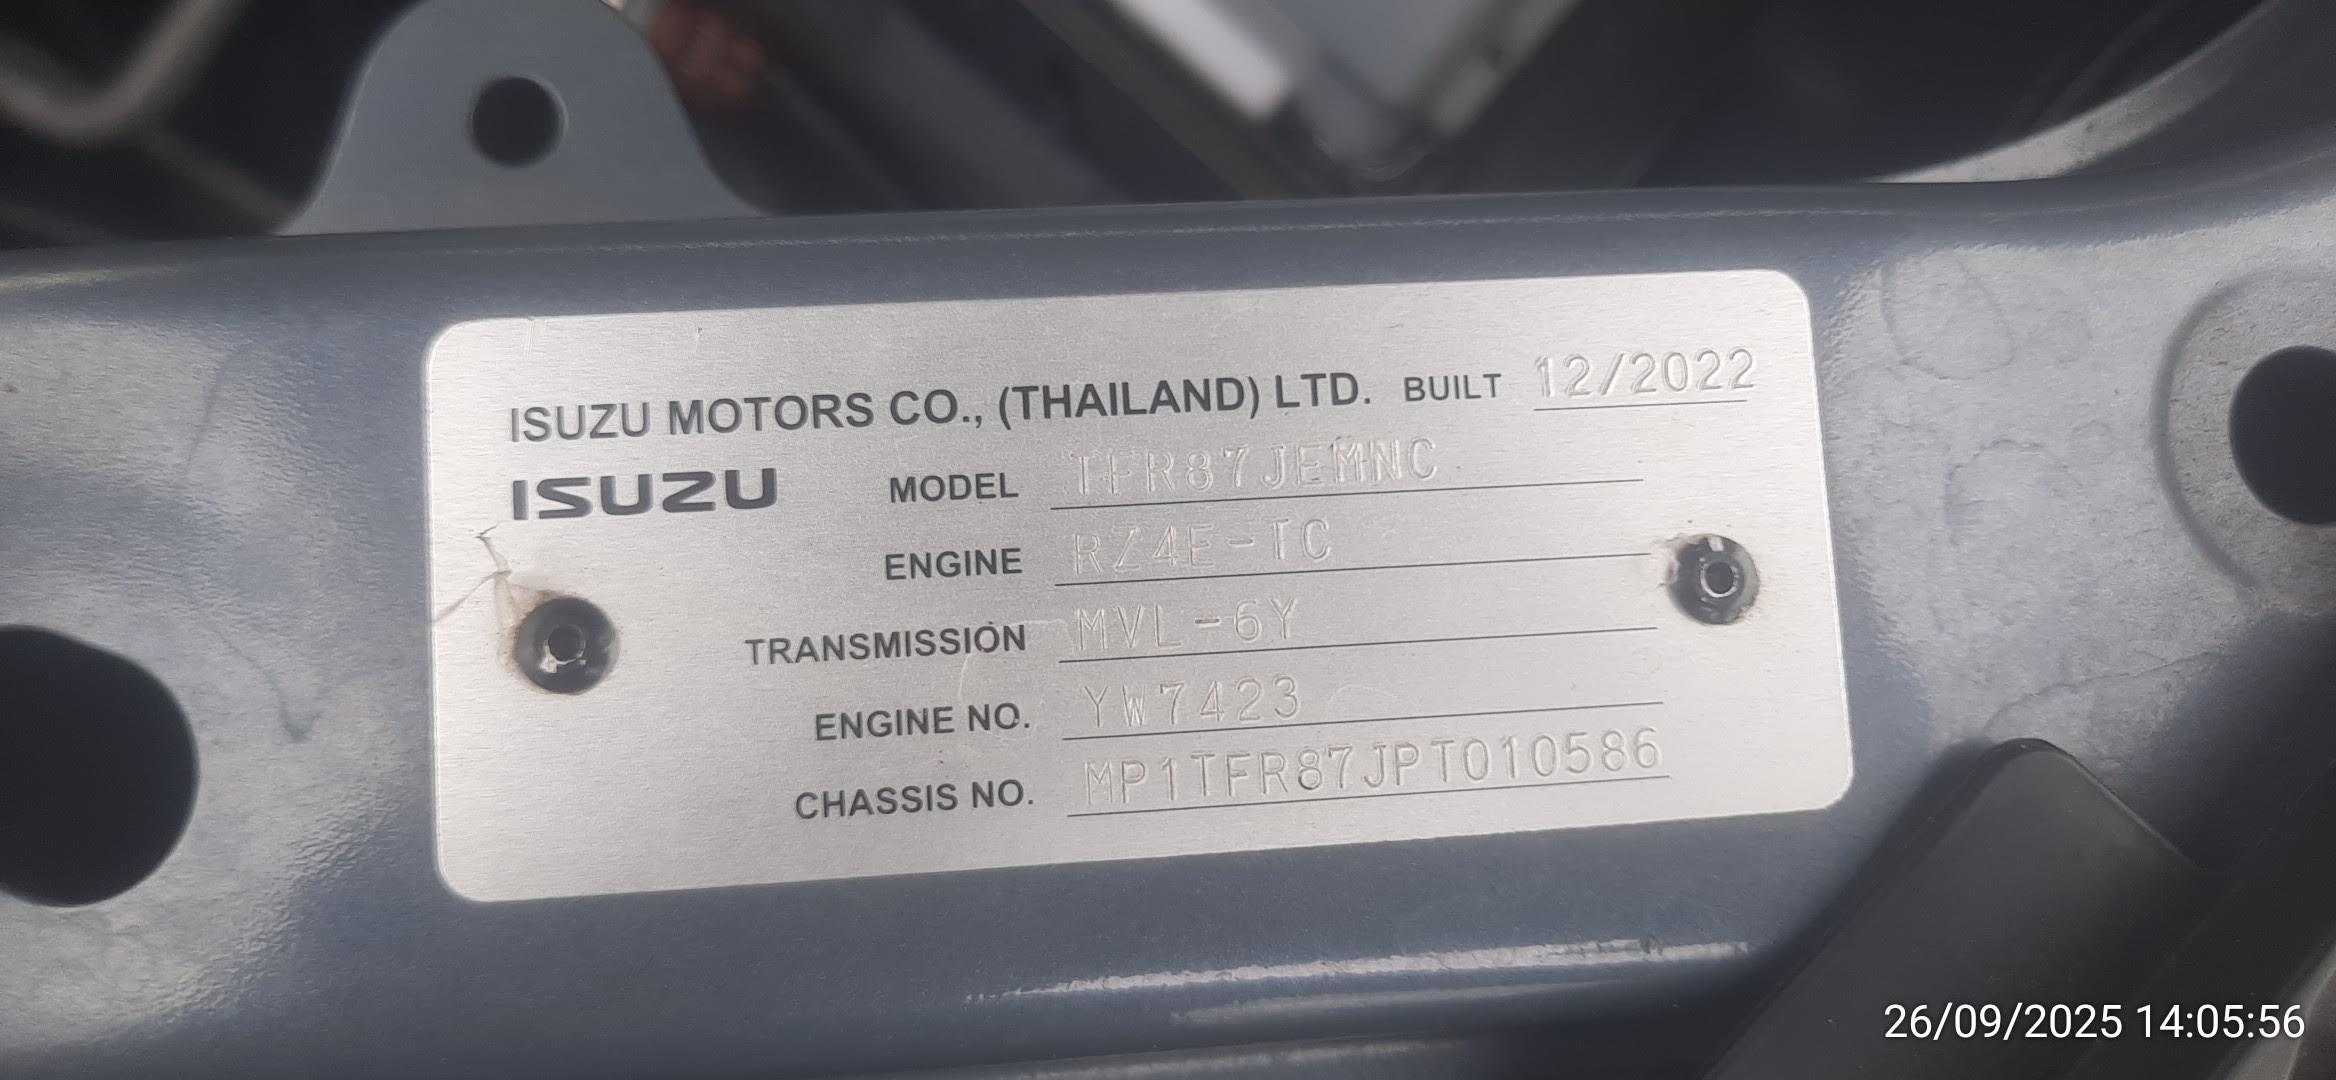 ISUZU MOTORS CO., (THAILAND) LTD. BUILT 12/2022
ISUZU MODEL TFR87JEMNC
ENGINE RZ4E-TC
TRANSMISSION MVL-6Y
ENGINE NO. YW7423
CHASSIS NO. MP1TFR87JPT010586
26/09/2025 14:05:56